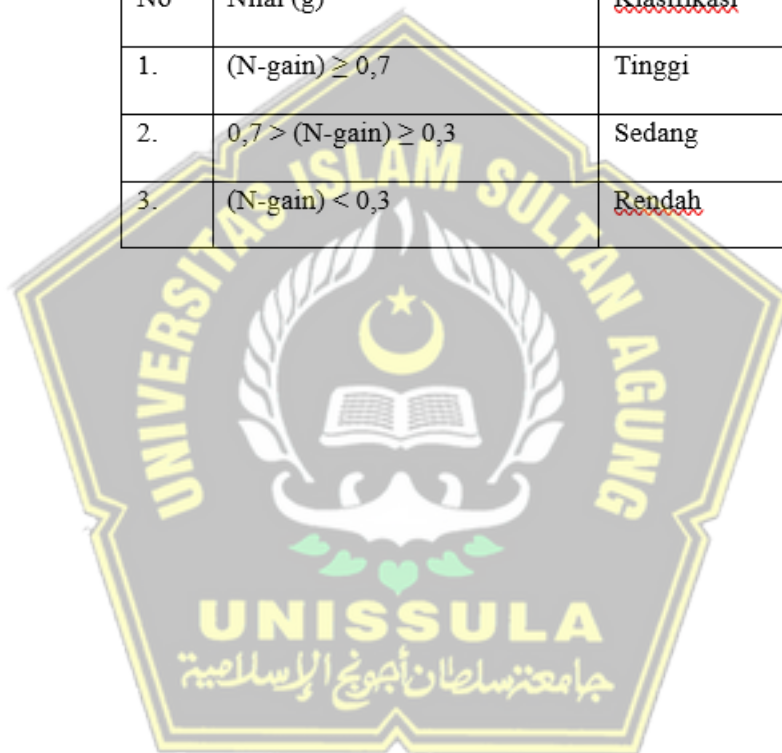 No Nilai (g) Klasifikasi
1. (N-gain) ≥ 0,7 Tinggi
2. 0,7 > (N-gain) ≥ 0,3 Sedang
3. (N-gain) < 0,3 Rendah
UNIVERSITAS ISLAM SULTAN AGUNG
UNISSULA
جامعة سلطان أجونج الإسلامية